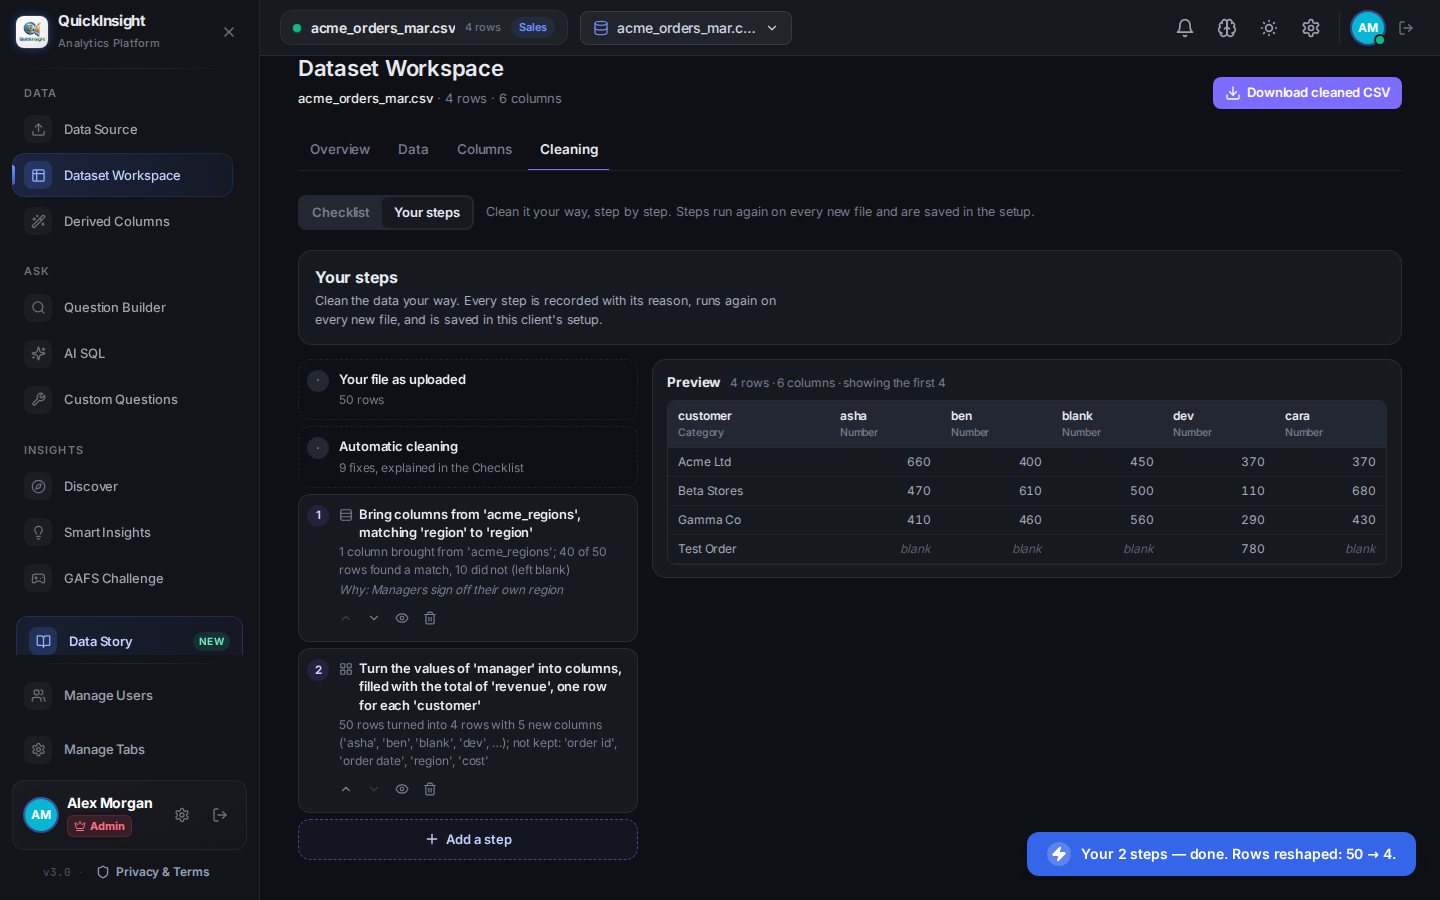 QuickInsight
Analytics Platform
acme_orders_mar.csv 4 rows Sales
acme_orders_mar.c...
AM
DATA
Data Source
Dataset Workspace
Derived Columns
ASK
Question Builder
AI SQL
Custom Questions
INSIGHTS
Discover
Smart Insights
GAFS Challenge
Data Story NEW
Manage Users
Manage Tabs
AM
Alex Morgan
Admin
v3.0 · Privacy & Terms
Dataset Workspace
acme_orders_mar.csv · 4 rows · 6 columns
Download cleaned CSV
Overview Data Columns Cleaning
Checklist Your steps Clean it your way, step by step. Steps run again on every new file and are saved in the setup.
Your steps
Clean the data your way. Every step is recorded with its reason, runs again on
every new file, and is saved in this client's setup.
Your file as uploaded
50 rows
Automatic cleaning
9 fixes, explained in the Checklist
1 Bring columns from 'acme_regions',
matching 'region' to 'region'
1 column brought from 'acme_regions'; 40 of 50
rows found a match, 10 did not (left blank)
Why: Managers sign off their own region
2 Turn the values of 'manager' into columns,
filled with the total of 'revenue', one row
for each 'customer'
50 rows turned into 4 rows with 5 new columns
('asha', 'ben', 'blank', 'dev', …); not kept: 'order id',
'order date', 'region', 'cost'
+ Add a step
Preview 4 rows · 6 columns · showing the first 4
customer asha ben blank dev cara
Category Number Number Number Number Number
Acme Ltd 660 400 450 370 370
Beta Stores 470 610 500 110 680
Gamma Co 410 460 560 290 430
Test Order blank blank blank 780 blank
Your 2 steps — done. Rows reshaped: 50 → 4.